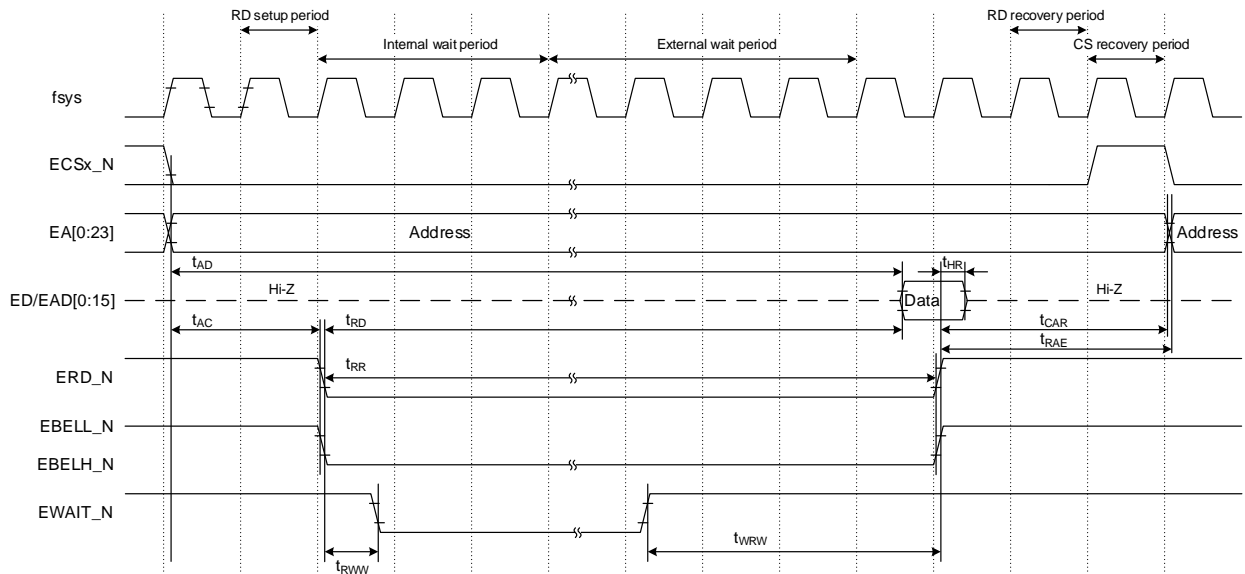 RD setup period
RD recovery period
Internal wait period
External wait period
CS recovery period
fsys
ECSx_N
EA[0:23]
Address
Address
tAD
tHR
ED/EAD[0:15]
Hi-Z
Data
Hi-Z
tAC
tRD
tCAR
tRAE
ERD_N
tRR
EBELL_N
EBELH_N
EWAIT_N
tRWW
tWRW